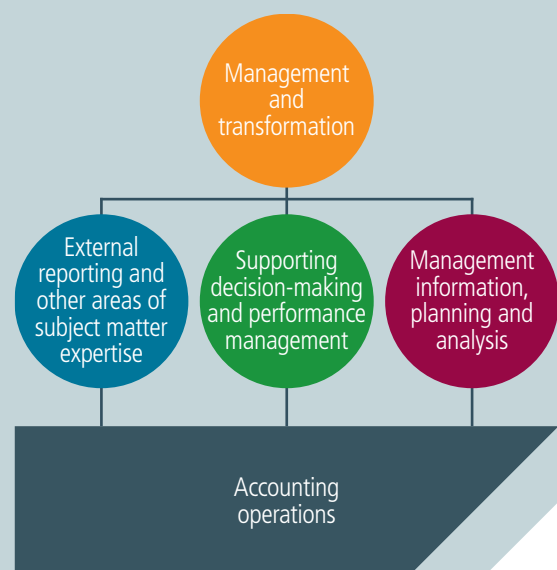 Management
and
transformation
External
reporting and
other areas of
subject matter
expertise
Supporting
decision-making
and performance
management
Management
information,
planning and
analysis
Accounting
operations